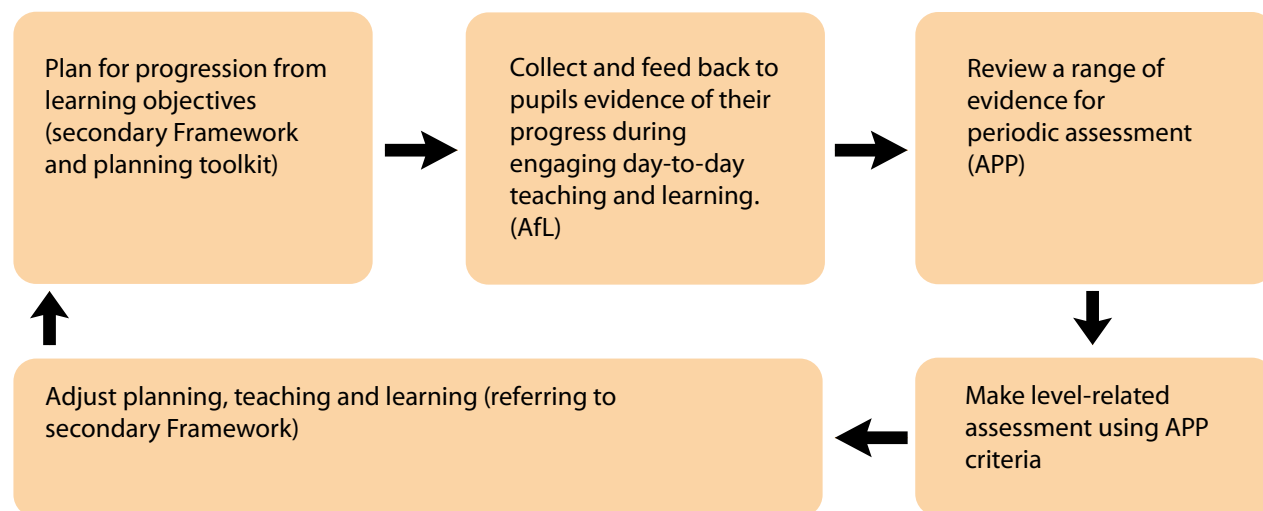 Plan for progression from
learning objectives
(secondary Framework
and planning toolkit)
Collect and feed back to
pupils evidence of their
progress during
engaging day-to-day
teaching and learning.
(AfL)
Review a range of
evidence for
periodic assessment
(APP)
Make level-related
assessment using APP
criteria
Adjust planning, teaching and learning (referring to
secondary Framework)